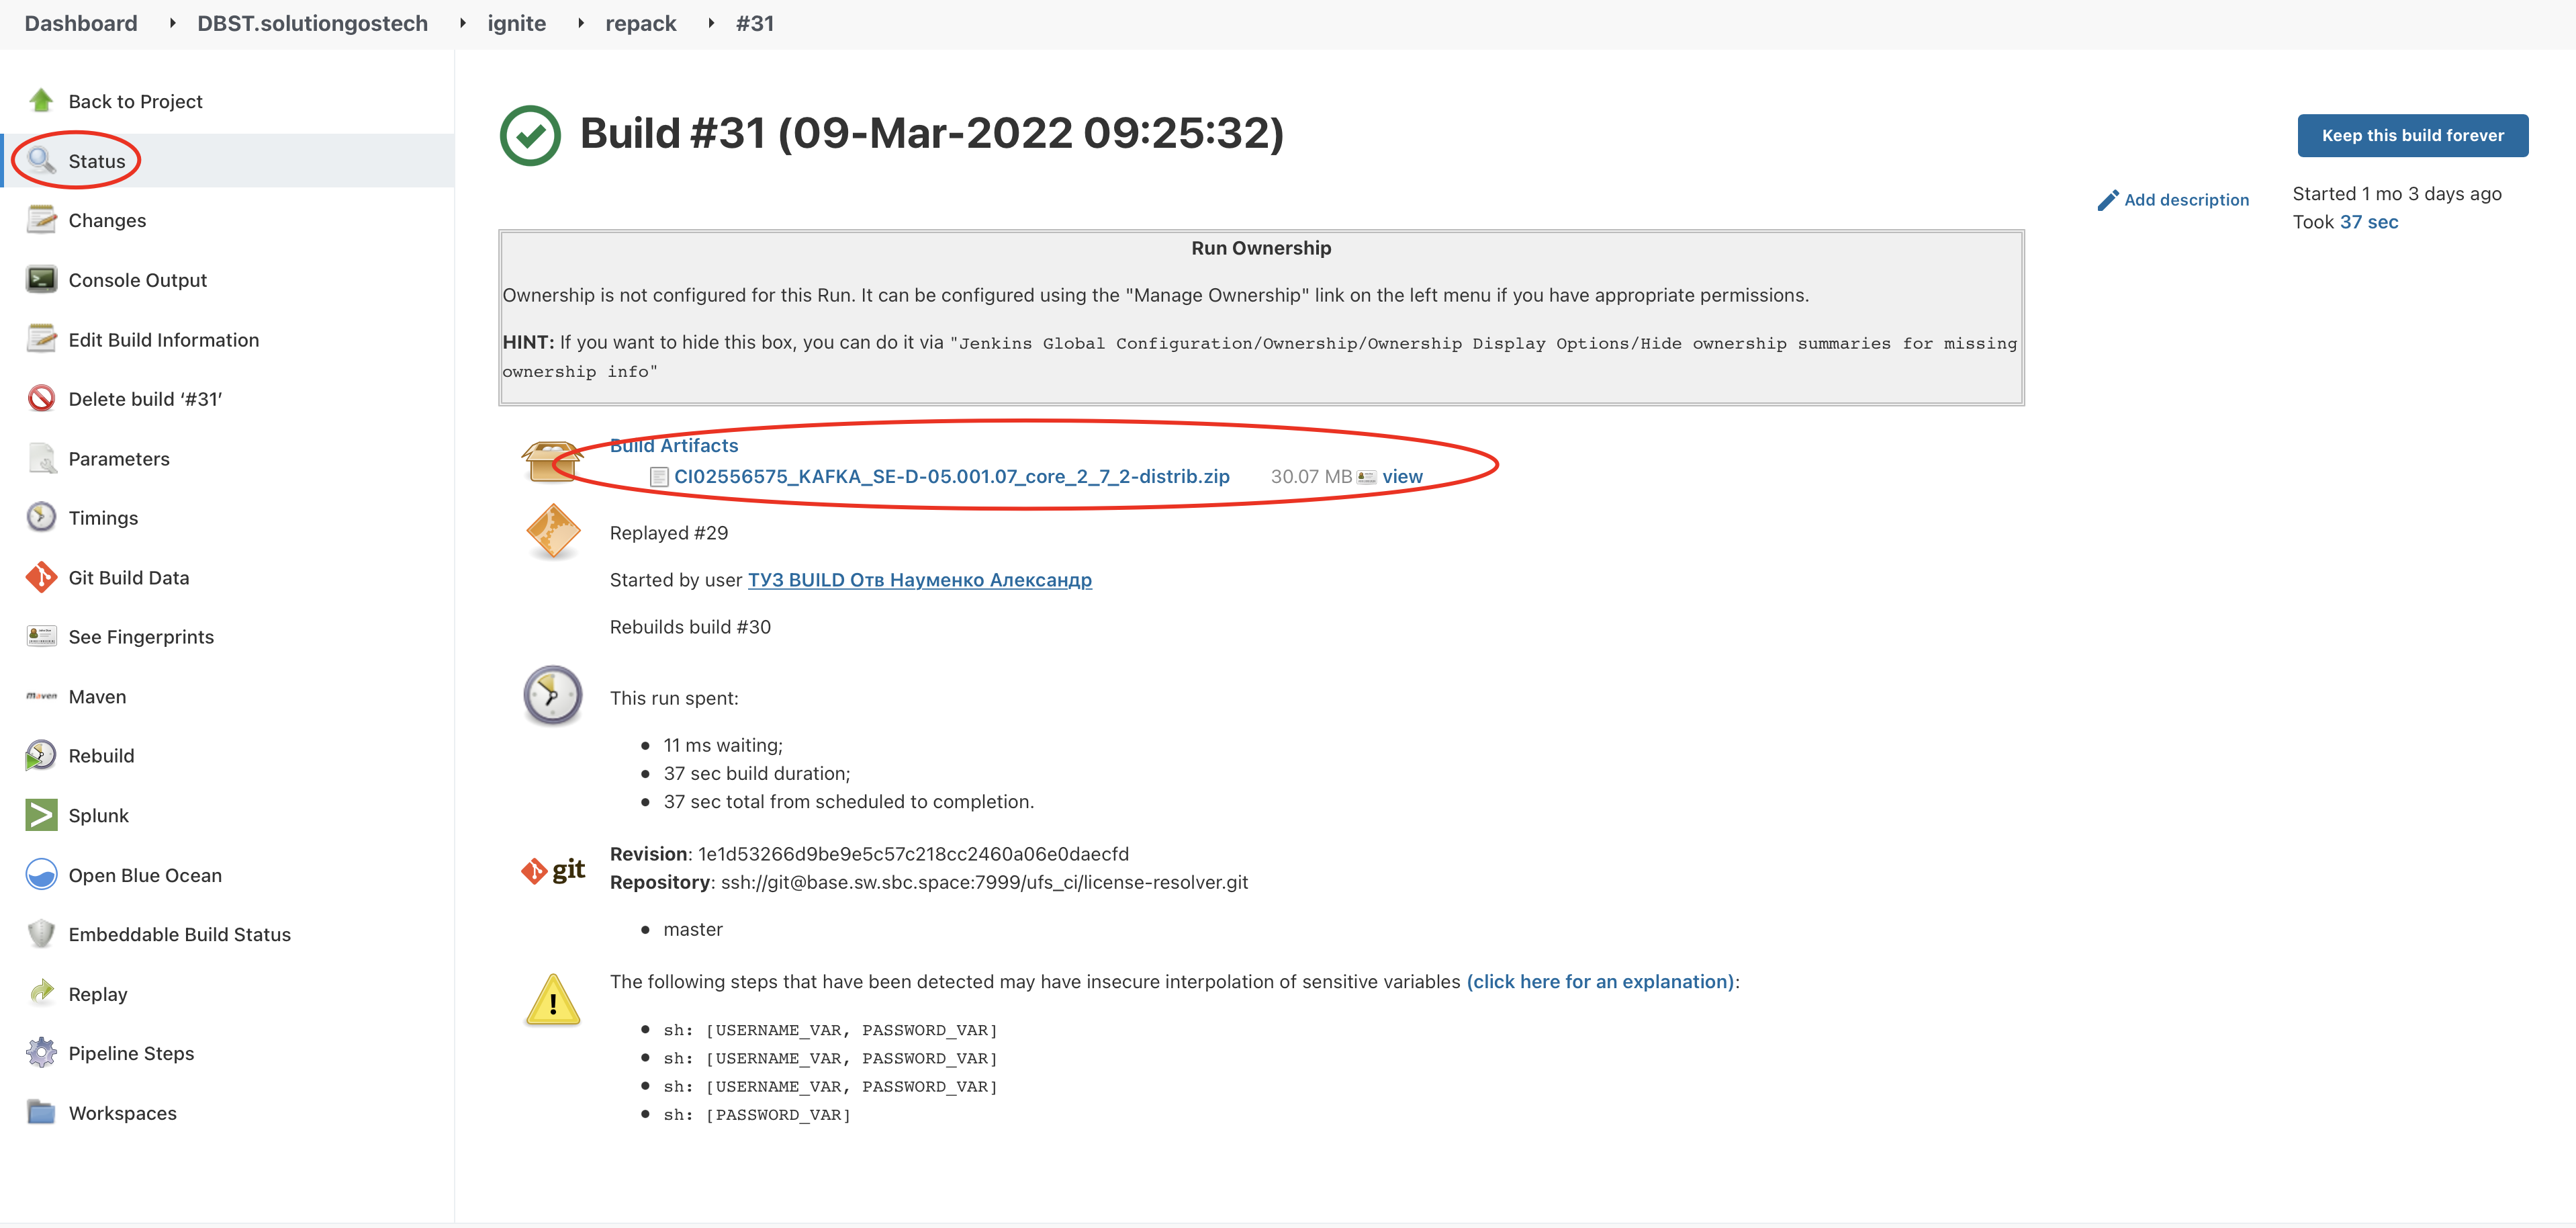 Dashboard ▸ DBST.solutiongostech ▸ ignite ▸ repack ▸ #31
Back to Project
Status
Changes
Console Output
Edit Build Information
Delete build ‘#31’
Parameters
Timings
Git Build Data
See Fingerprints
Maven
Maven
Rebuild
Splunk
Open Blue Ocean
Embeddable Build Status
Replay
Pipeline Steps
Workspaces
Build #31 (09-Mar-2022 09:25:32)
Keep this build forever
Add description
Started 1 mo 3 days ago
Took 37 sec
Run Ownership
Ownership is not configured for this Run. It can be configured using the "Manage Ownership" link on the left menu if you have appropriate permissions.
HINT: If you want to hide this box, you can do it via "Jenkins Global Configuration/Ownership/Ownership Display Options/Hide ownership summaries for missing
ownership info"
Build Artifacts
CI02556575_KAFKA_SE-D-05.001.07_core_2_7_2-distrib.zip 30.07 MB view
Replayed #29
Started by user ТУЗ BUILD Отв Науменко Александр
Rebuilds build #30
This run spent:
• 11 ms waiting;
• 37 sec build duration;
• 37 sec total from scheduled to completion.
git
Revision: 1e1d53266d9be9e5c57c218cc2460a06e0daecfd
Repository: ssh://git@base.sw.sbc.space:7999/ufs_ci/license-resolver.git
• master
The following steps that have been detected may have insecure interpolation of sensitive variables (click here for an explanation):
• sh: [USERNAME_VAR, PASSWORD_VAR]
• sh: [USERNAME_VAR, PASSWORD_VAR]
• sh: [USERNAME_VAR, PASSWORD_VAR]
• sh: [PASSWORD_VAR]